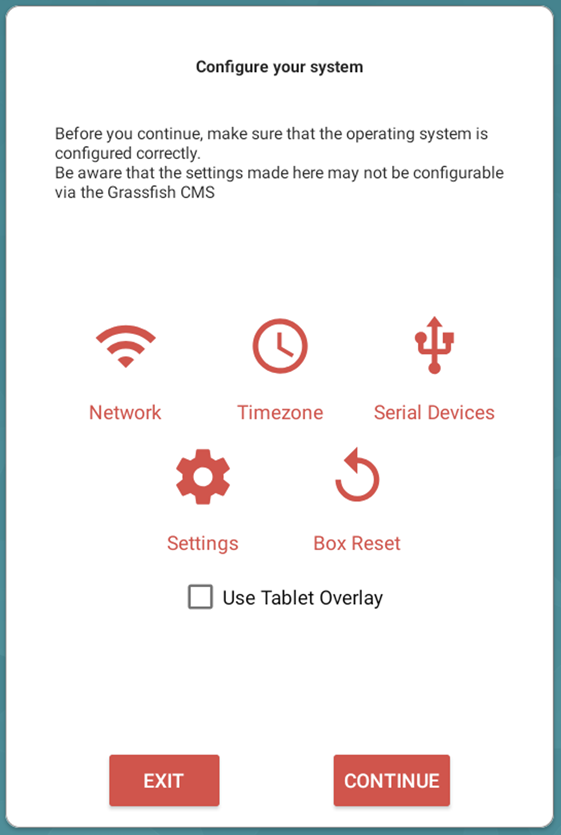 Configure your system
Before you continue, make sure that the operating system is
configured correctly.
Be aware that the settings made here may not be configurable
via the Grassfish CMS
Network
Timezone
Serial Devices
Settings
Box Reset
Use Tablet Overlay
EXIT
CONTINUE